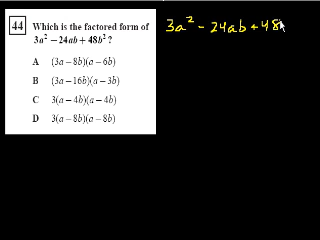 44 Which is the factored form of
3a² – 24ab + 48b² ?
A (3a – 8b)(a – 6b)
B (3a – 16b)(a – 3b)
C 3(a – 4b)(a – 4b)
D 3(a – 8b)(a – 8b)
3a² - 24ab + 48